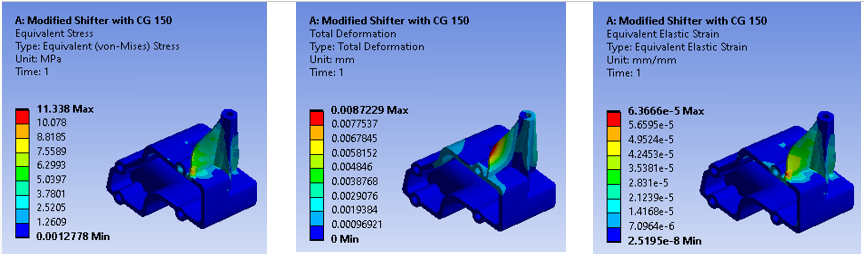 A: Modified Shifter with CG 150
Equivalent Stress
Type: Equivalent (von-Mises) Stress
Unit: MPa
Time: 1
11.338 Max
10.078
8.8185
7.5589
6.2993
5.0397
3.7801
2.5205
1.2609
0.0012778 Min
A: Modified Shifter with CG 150
Total Deformation
Type: Total Deformation
Unit: mm
Time: 1
0.0087229 Max
0.0077537
0.0067845
0.0058152
0.004846
0.0038768
0.0029076
0.0019384
0.00096921
0 Min
A: Modified Shifter with CG 150
Equivalent Elastic Strain
Type: Equivalent Elastic Strain
Unit: mm/mm
Time: 1
6.3666e-5 Max
5.6595e-5
4.9524e-5
4.2453e-5
3.5381e-5
2.831e-5
2.1239e-5
1.4168e-5
7.0964e-6
2.5195e-8 Min